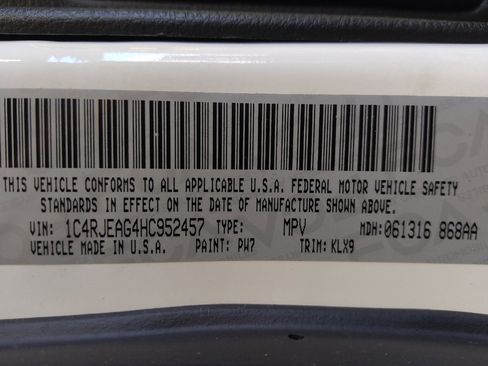 THIS VEHICLE CONFORMS TO ALL APPLICABLE U.S.A. FEDERAL MOTOR VEHICLE SAFETY
STANDARDS IN EFFECT ON THE DATE OF MANUFACTURE SHOWN ABOVE.
VIN: 1C4RJEAG4HC952457 TYPE: MPV MDH:061316 868AA
VEHICLE MADE IN U.S.A. PAINT: PW7 TRIM: KLX9